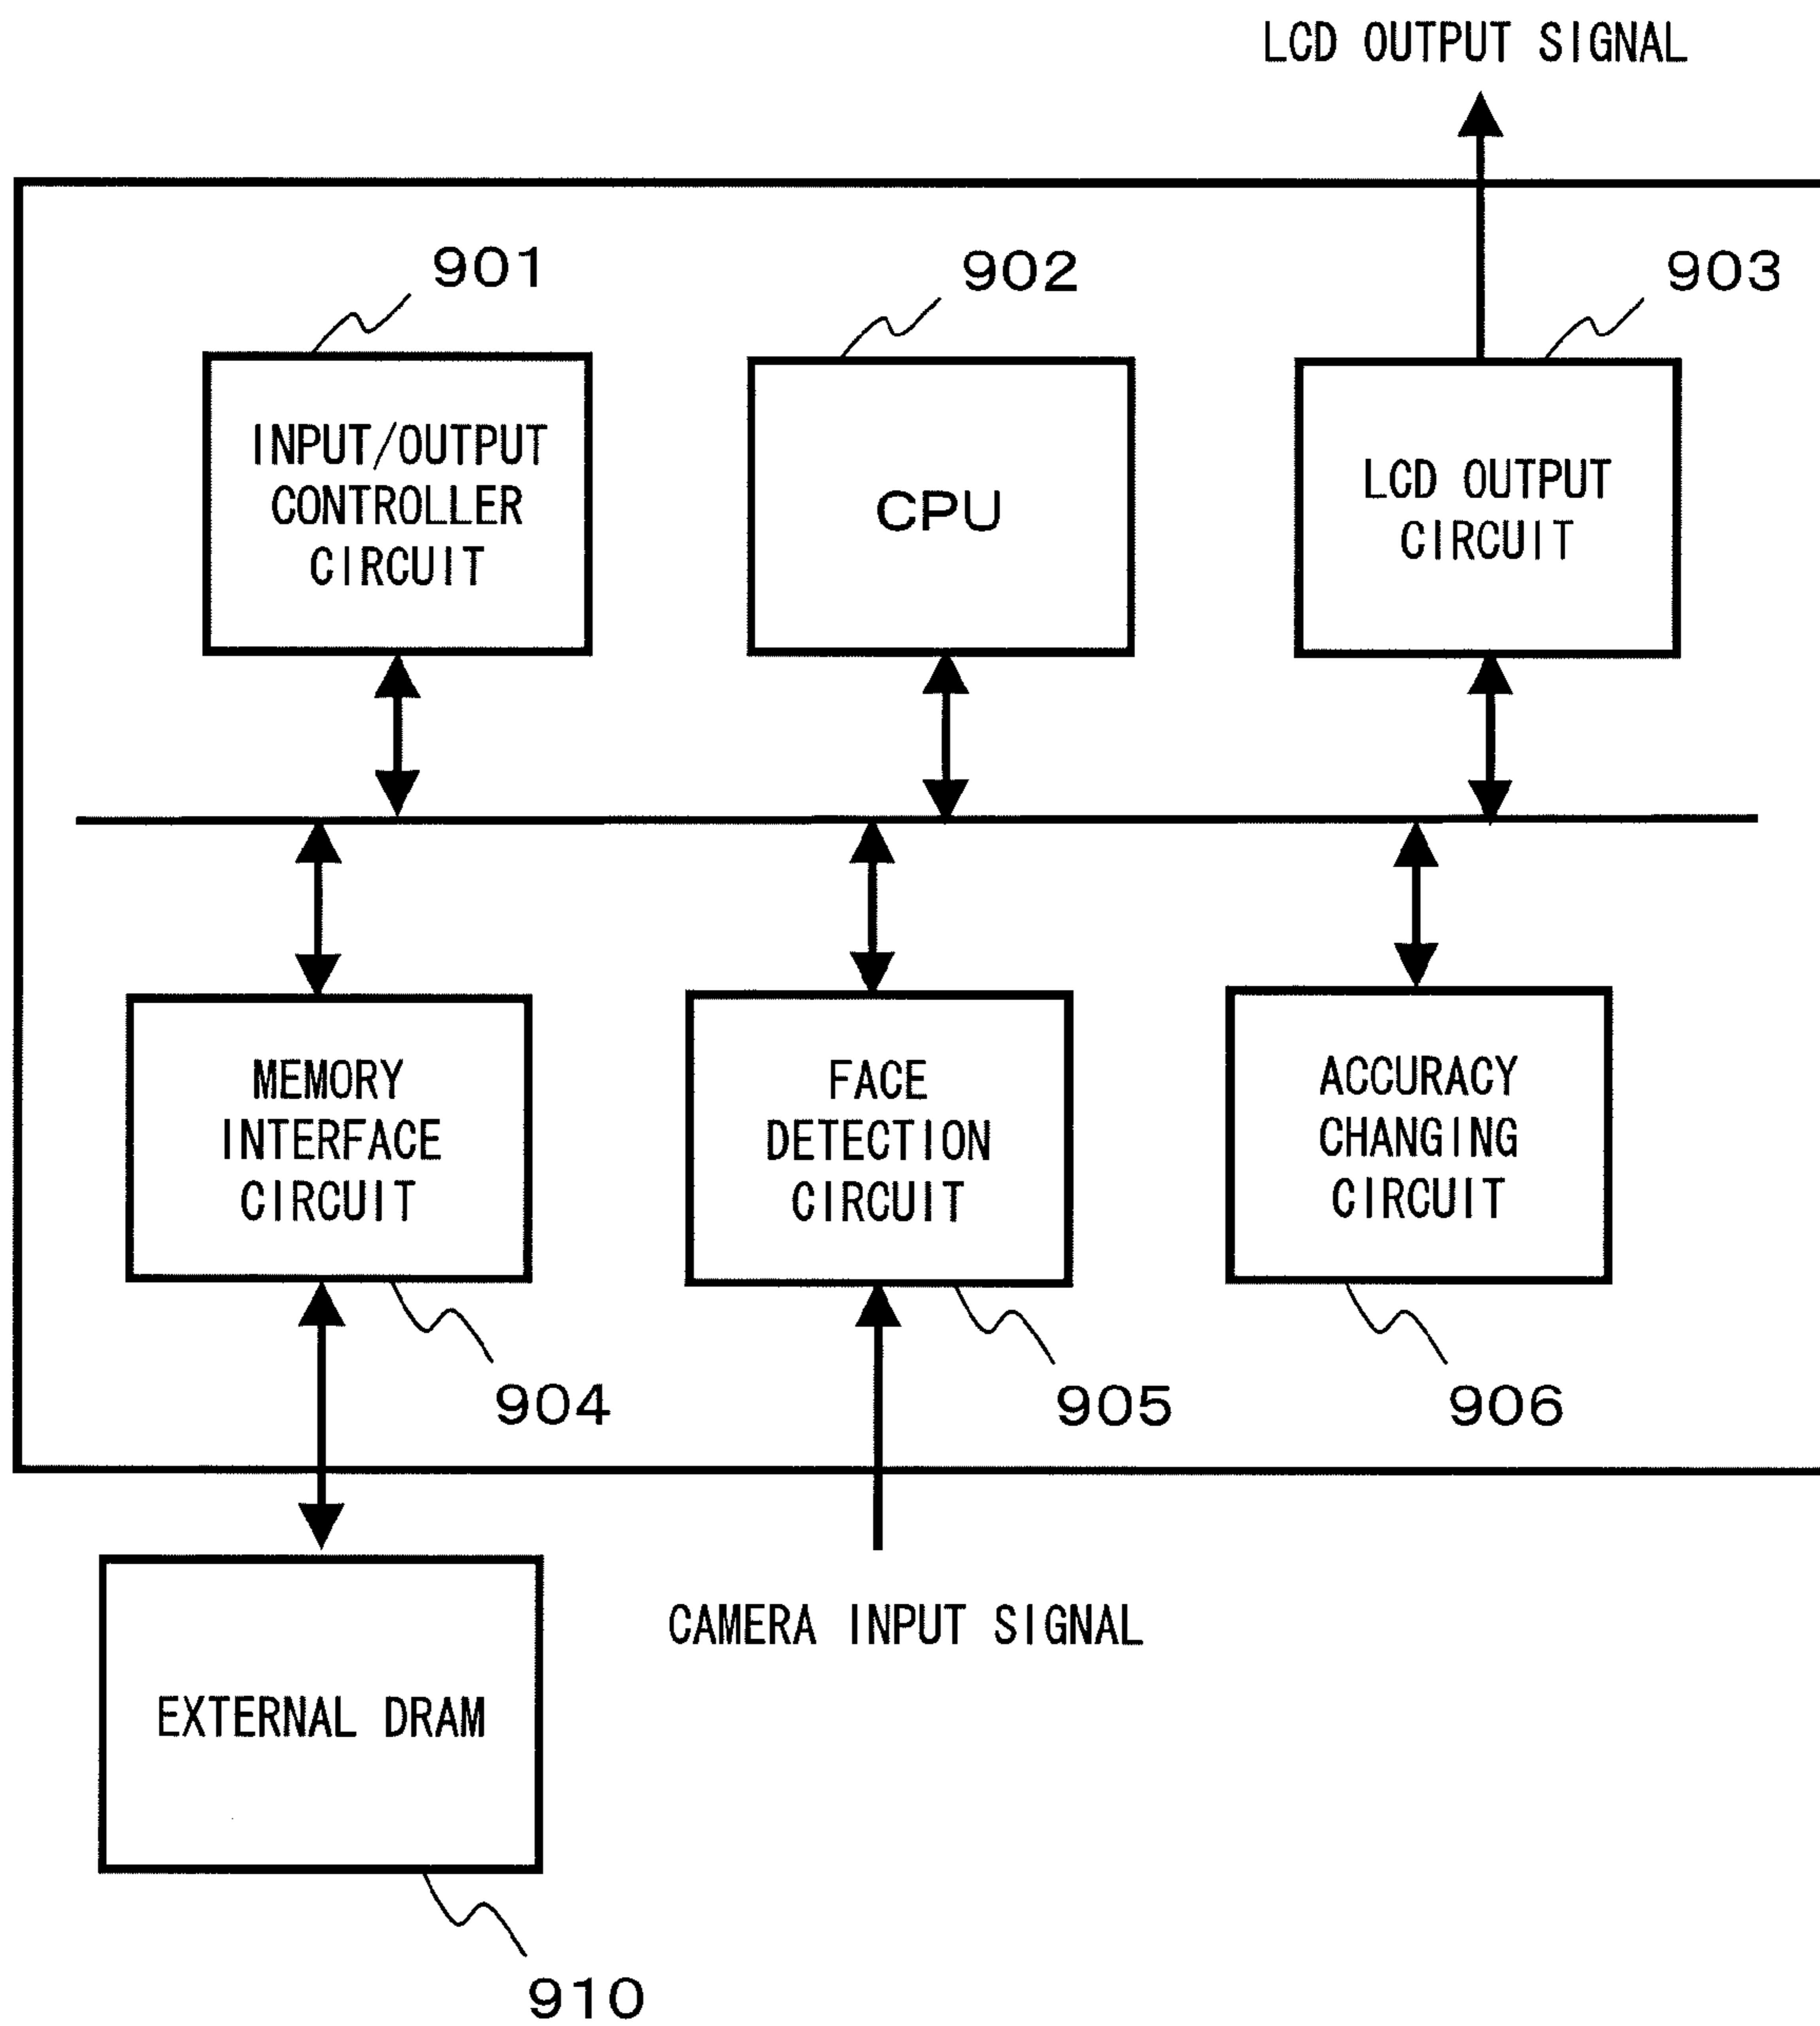 LCD OUTPUT SIGNAL
901
902
903
INPUT/OUTPUT
CONTROLLER
CIRCUIT
CPU
LCD OUTPUT
CIRCUIT
MEMORY
INTERFACE
CIRCUIT
FACE
DETECTION
CIRCUIT
ACCURACY
CHANGING
CIRCUIT
904
905
906
CAMERA INPUT SIGNAL
EXTERNAL DRAM
910